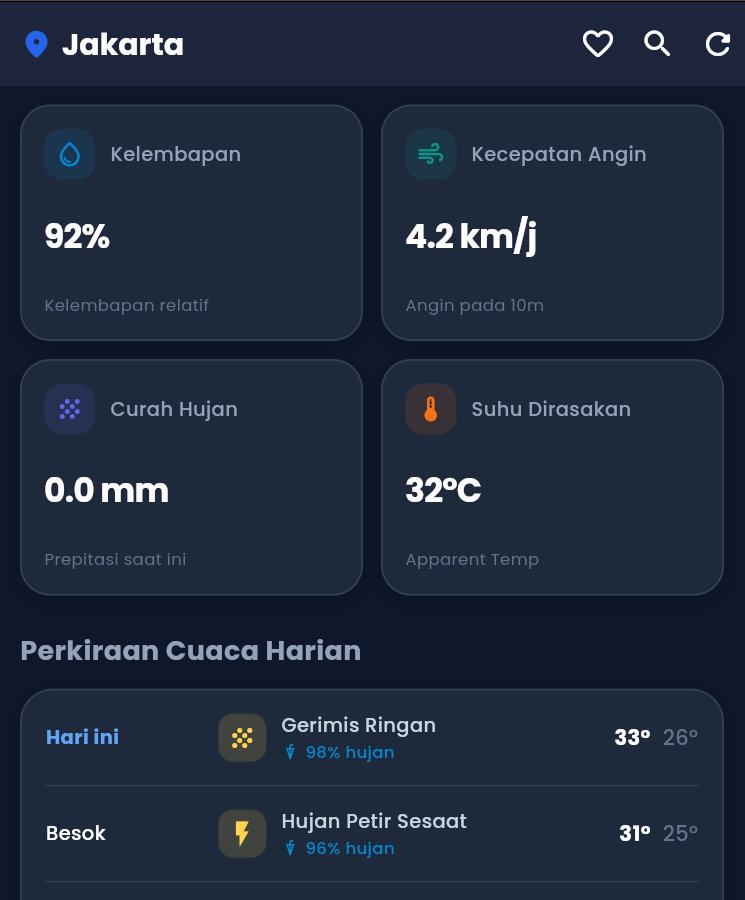 Jakarta
Kelembapan
92%
Kelembapan relatif
Kecepatan Angin
4.2 km/j
Angin pada 10m
Curah Hujan
0.0 mm
Prepitasi saat ini
Suhu Dirasakan
32°C
Apparent Temp
Perkiraan Cuaca Harian
Hari ini
Gerimis Ringan
98% hujan
33° 26°
Besok
Hujan Petir Sesaat
96% hujan
31° 25°